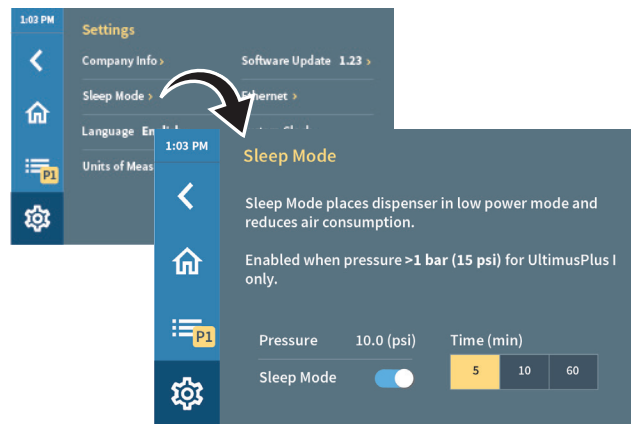 1:03 PM
Settings
Company Info ›
Software Update 1.23 ›
Sleep Mode ›
Ethernet ›
Language
Units of Meas
P1
1:03 PM
Sleep Mode
Sleep Mode places dispenser in low power mode and
reduces air consumption.
Enabled when pressure >1 bar (15 psi) for UltimusPlus I
only.
P1
Pressure 10.0 (psi)
Time (min)
Sleep Mode
5 10 60